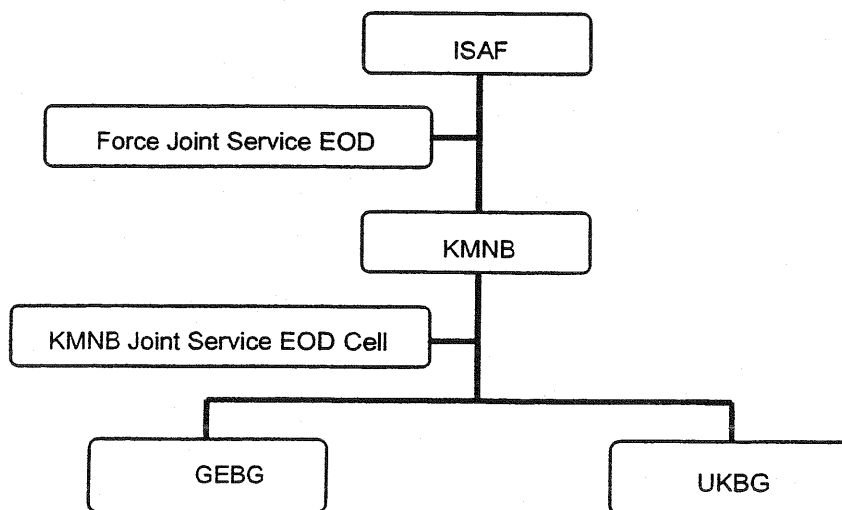 ISAF
Force Joint Service EOD
KMNB
KMNB Joint Service EOD Cell
GEBG
UKBG